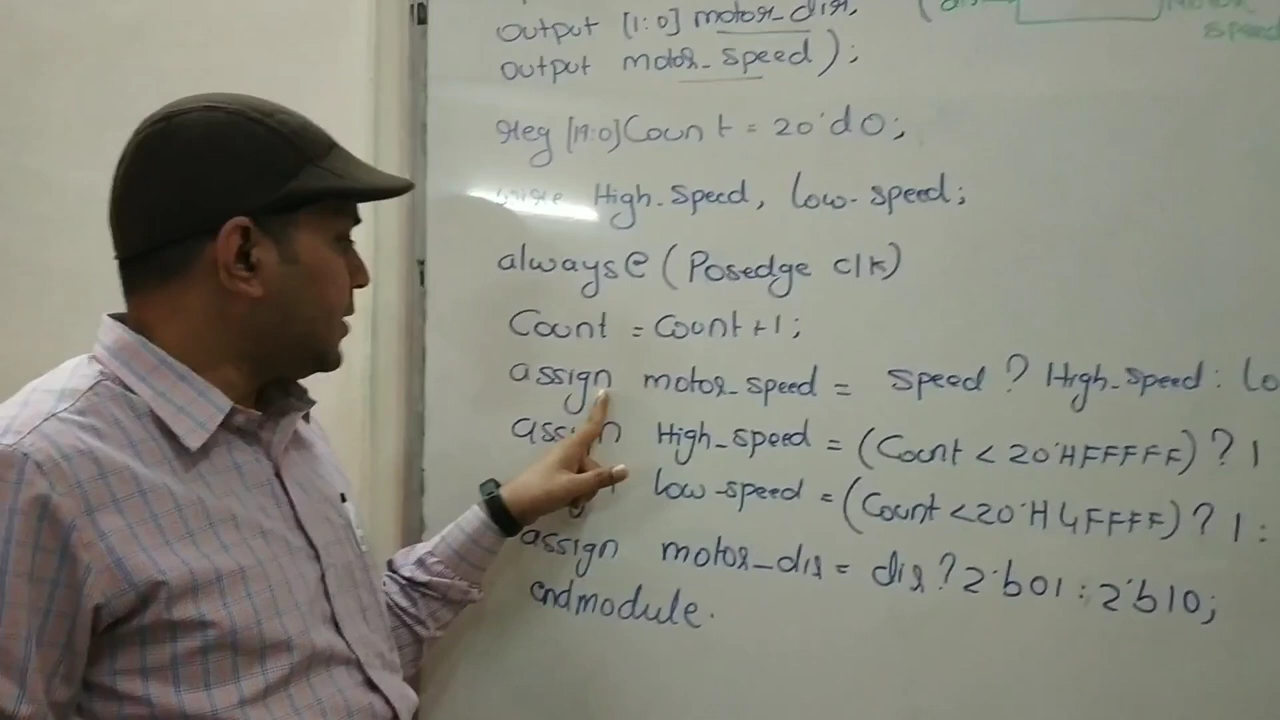 output [1:0] motor_dir,
output motor_speed);
reg [19:0]Count = 20'd0;
wire High_Speed, low_speed;
always@(Posedge clk)
Count = Count+1;
assign motor_speed = Speed ? High_Speed : lo
assign High_speed = (Count < 20'HFFFFF) ? 1
low_speed = (Count<20'H4FFFF) ? 1 :
assign motor_dir = dir ? 2'b01 : 2'b10;
endmodule.